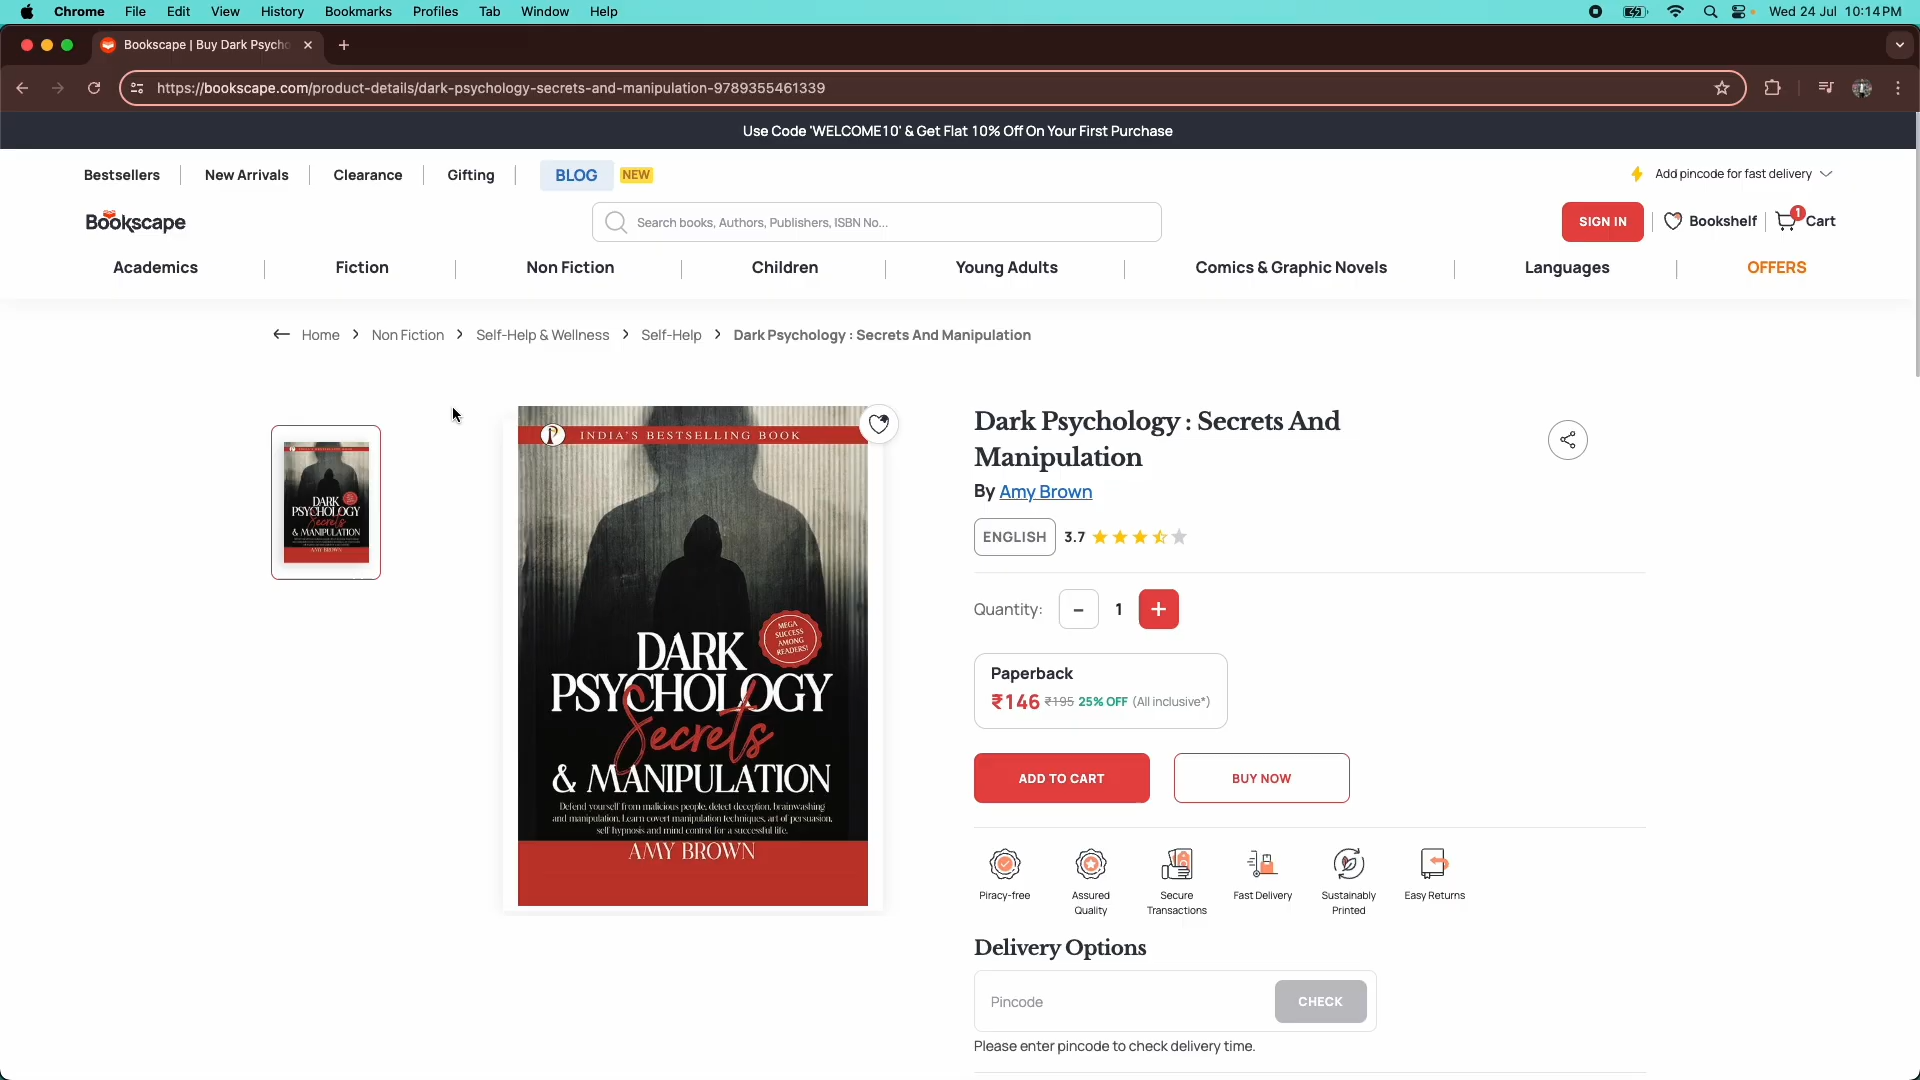 Chrome File Edit View History Bookmarks Profiles Tab Window Help Wed 24 Jul 10:14 PM
Bookscape | Buy Dark Psycho
https://bookscape.com/product-details/dark-psychology-secrets-and-manipulation-9789355461339
Use Code 'WELCOME10' & Get Flat 10% Off On Your First Purchase
Bestsellers New Arrivals Clearance Gifting BLOG NEW Add pincode for fast delivery
Bookscape Search books, Authors, Publishers, ISBN No... SIGN IN Bookshelf 1 Cart
Academics Fiction Non Fiction Children Young Adults Comics & Graphic Novels Languages OFFERS
Home > Non Fiction > Self-Help & Wellness > Self-Help > Dark Psychology : Secrets And Manipulation
DARK
PSYCHOLOGY
Secrets
& MANIPULATION
AMY BROWN
INDIA'S BESTSELLING BOOK
MEGA
SUCCESS
AMONG
READERS!
DARK
PSYCHOLOGY
Secrets
& MANIPULATION
Defend yourself from malicious people, detect deception, brainwashing
and manipulation. Learn covert manipulation techniques, art of persuasion,
self hypnosis and mind control for a successful life.
AMY BROWN
Dark Psychology : Secrets And
Manipulation
By Amy Brown
ENGLISH 3.7
Quantity: - 1 +
Paperback
₹146 ₹195 25% OFF (All inclusive*)
ADD TO CART BUY NOW
Piracy-free
Assured
Quality
Secure
Transactions
Fast Delivery
Sustainably
Printed
Easy Returns
Delivery Options
Pincode CHECK
Please enter pincode to check delivery time.